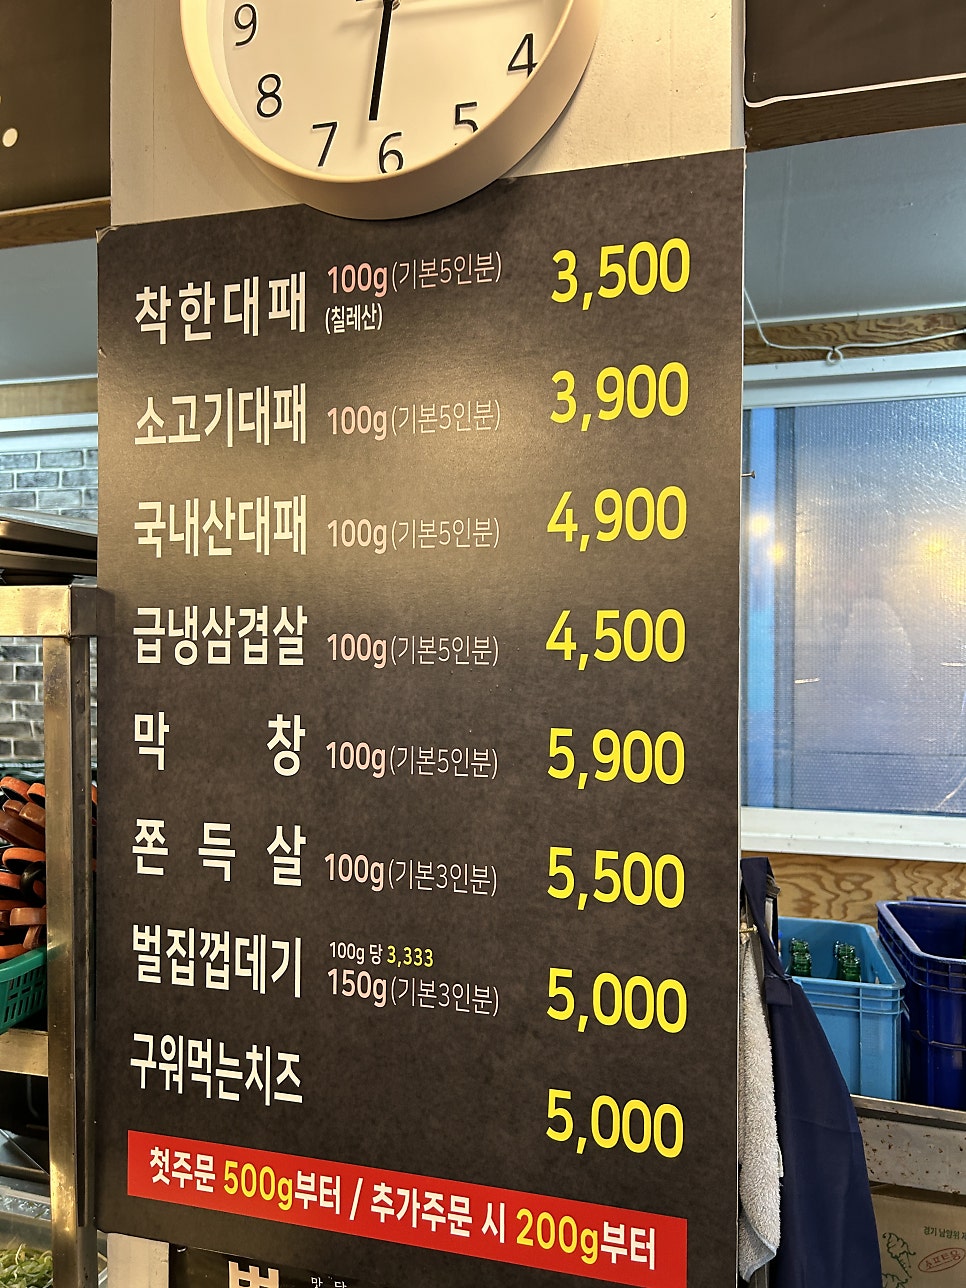 9
8
7
6
5
4
착한대패 100g(기본5인분) 3,500
(칠레산)
소고기대패 100g(기본5인분) 3,900
국내산대패 100g(기본5인분) 4,900
급냉삼겹살 100g(기본5인분) 4,500
막창 100g(기본5인분) 5,900
쫀득살 100g(기본3인분) 5,500
100g 당 3,333
벌집껍데기 150g(기본3인분) 5,000
구워먹는치즈 5,000
첫주문 500g부터 / 추가주문 시 200g부터